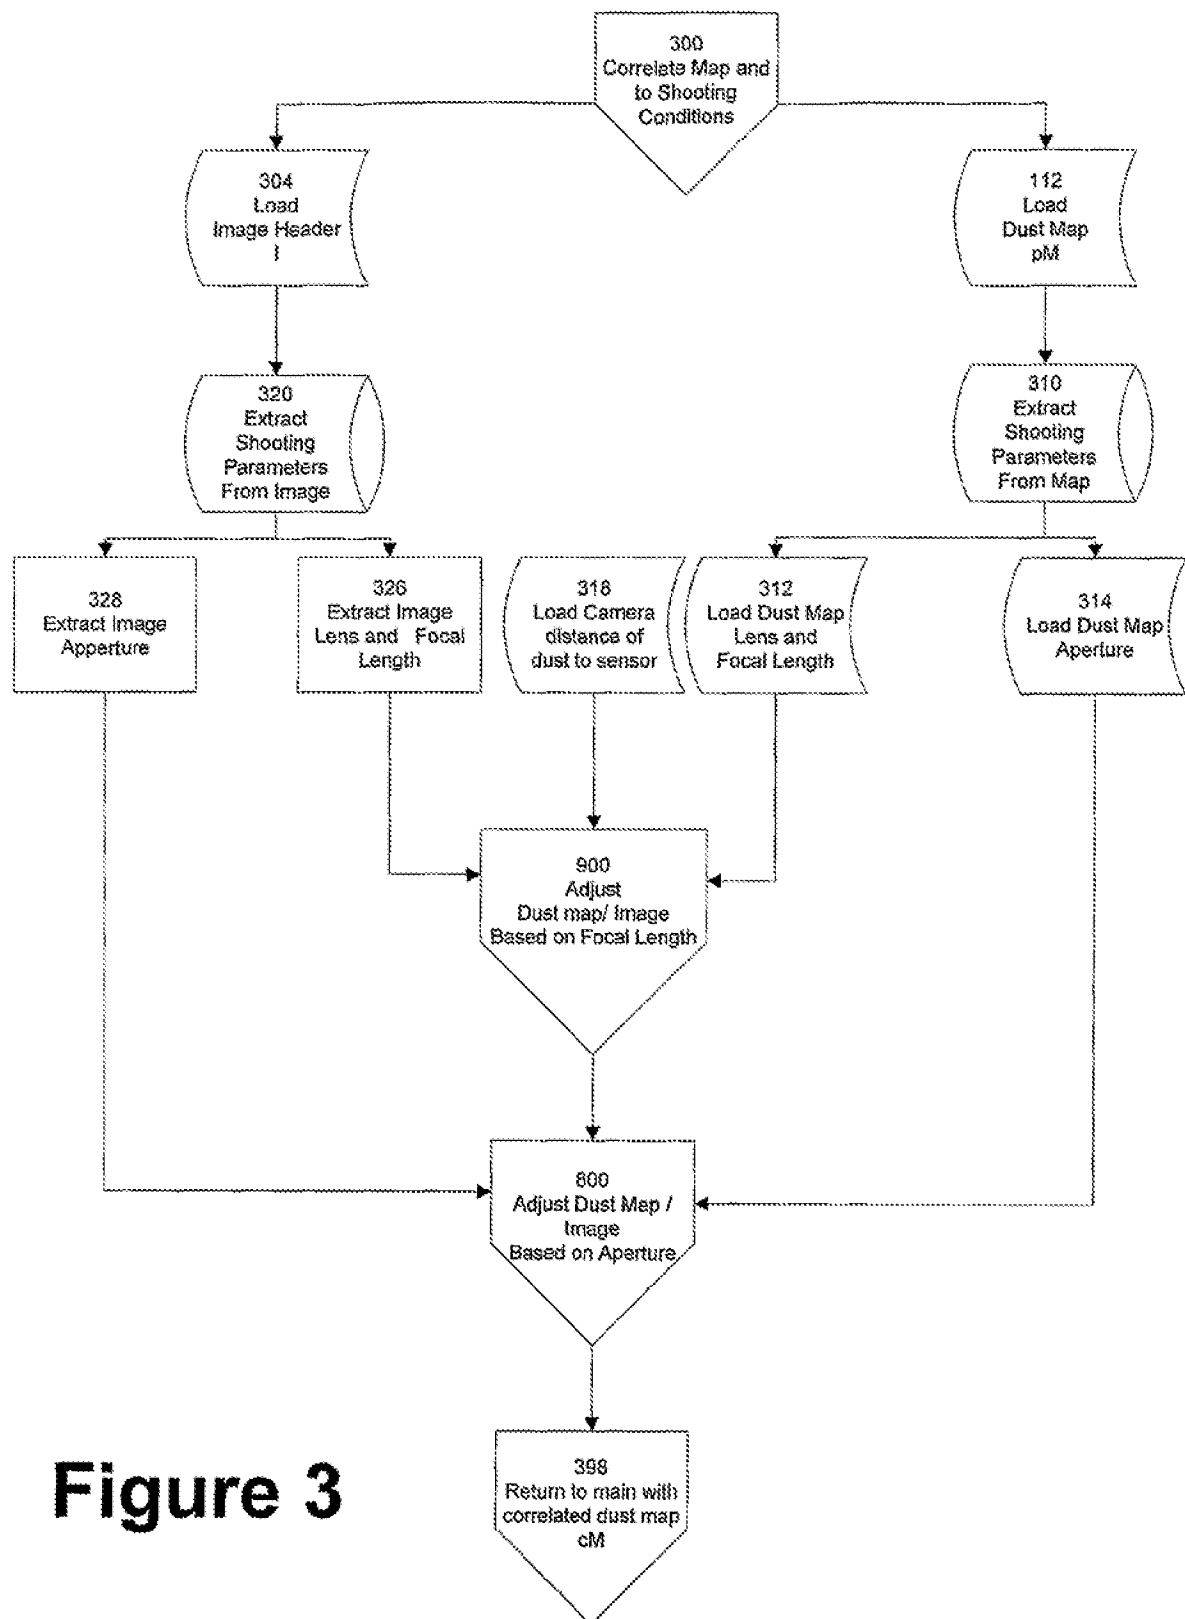 300
Correlate Map and
to Shooting
Conditions
304
Load
Image Header
I
112
Load
Dust Map
pM
320
Extract
Shooting
Parameters
From Image
310
Extract
Shooting
Parameters
From Map
328
Extract Image
Apperture
326
Extract Image
Lens and Focal
Length
316
Load Camera
distance of
dust to sensor
312
Load Dust Map
Lens and
Focal Length
314
Load Dust Map
Aperture
900
Adjust
Dust map/ Image
Based on Focal Length
800
Adjust Dust Map /
Image
Based on Aperture
398
Return to main with
correlated dust map
cM
Figure 3